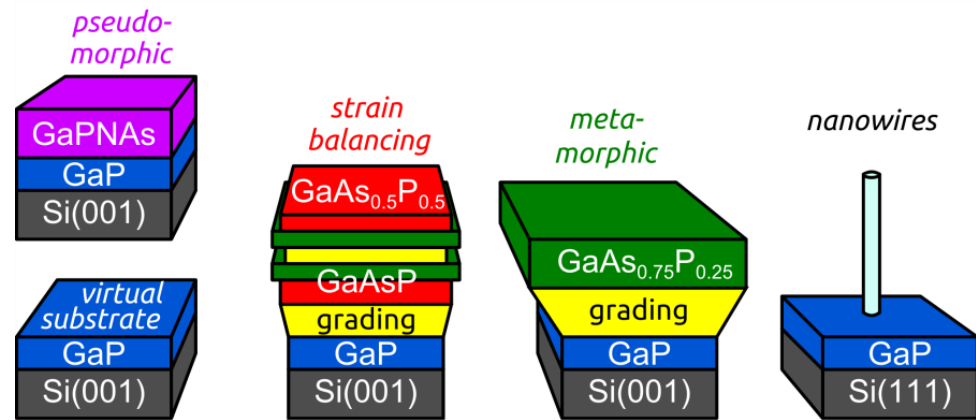 pseudo-
morphic
GaPNAs
GaP
Si(001)
virtual
substrate
GaP
Si(001)
strain
balancing
GaAs0.5P0.5
GaAsP
grading
GaP
Si(001)
meta-
morphic
GaAs0.75P0.25
grading
GaP
Si(001)
nanowires
GaP
Si(111)